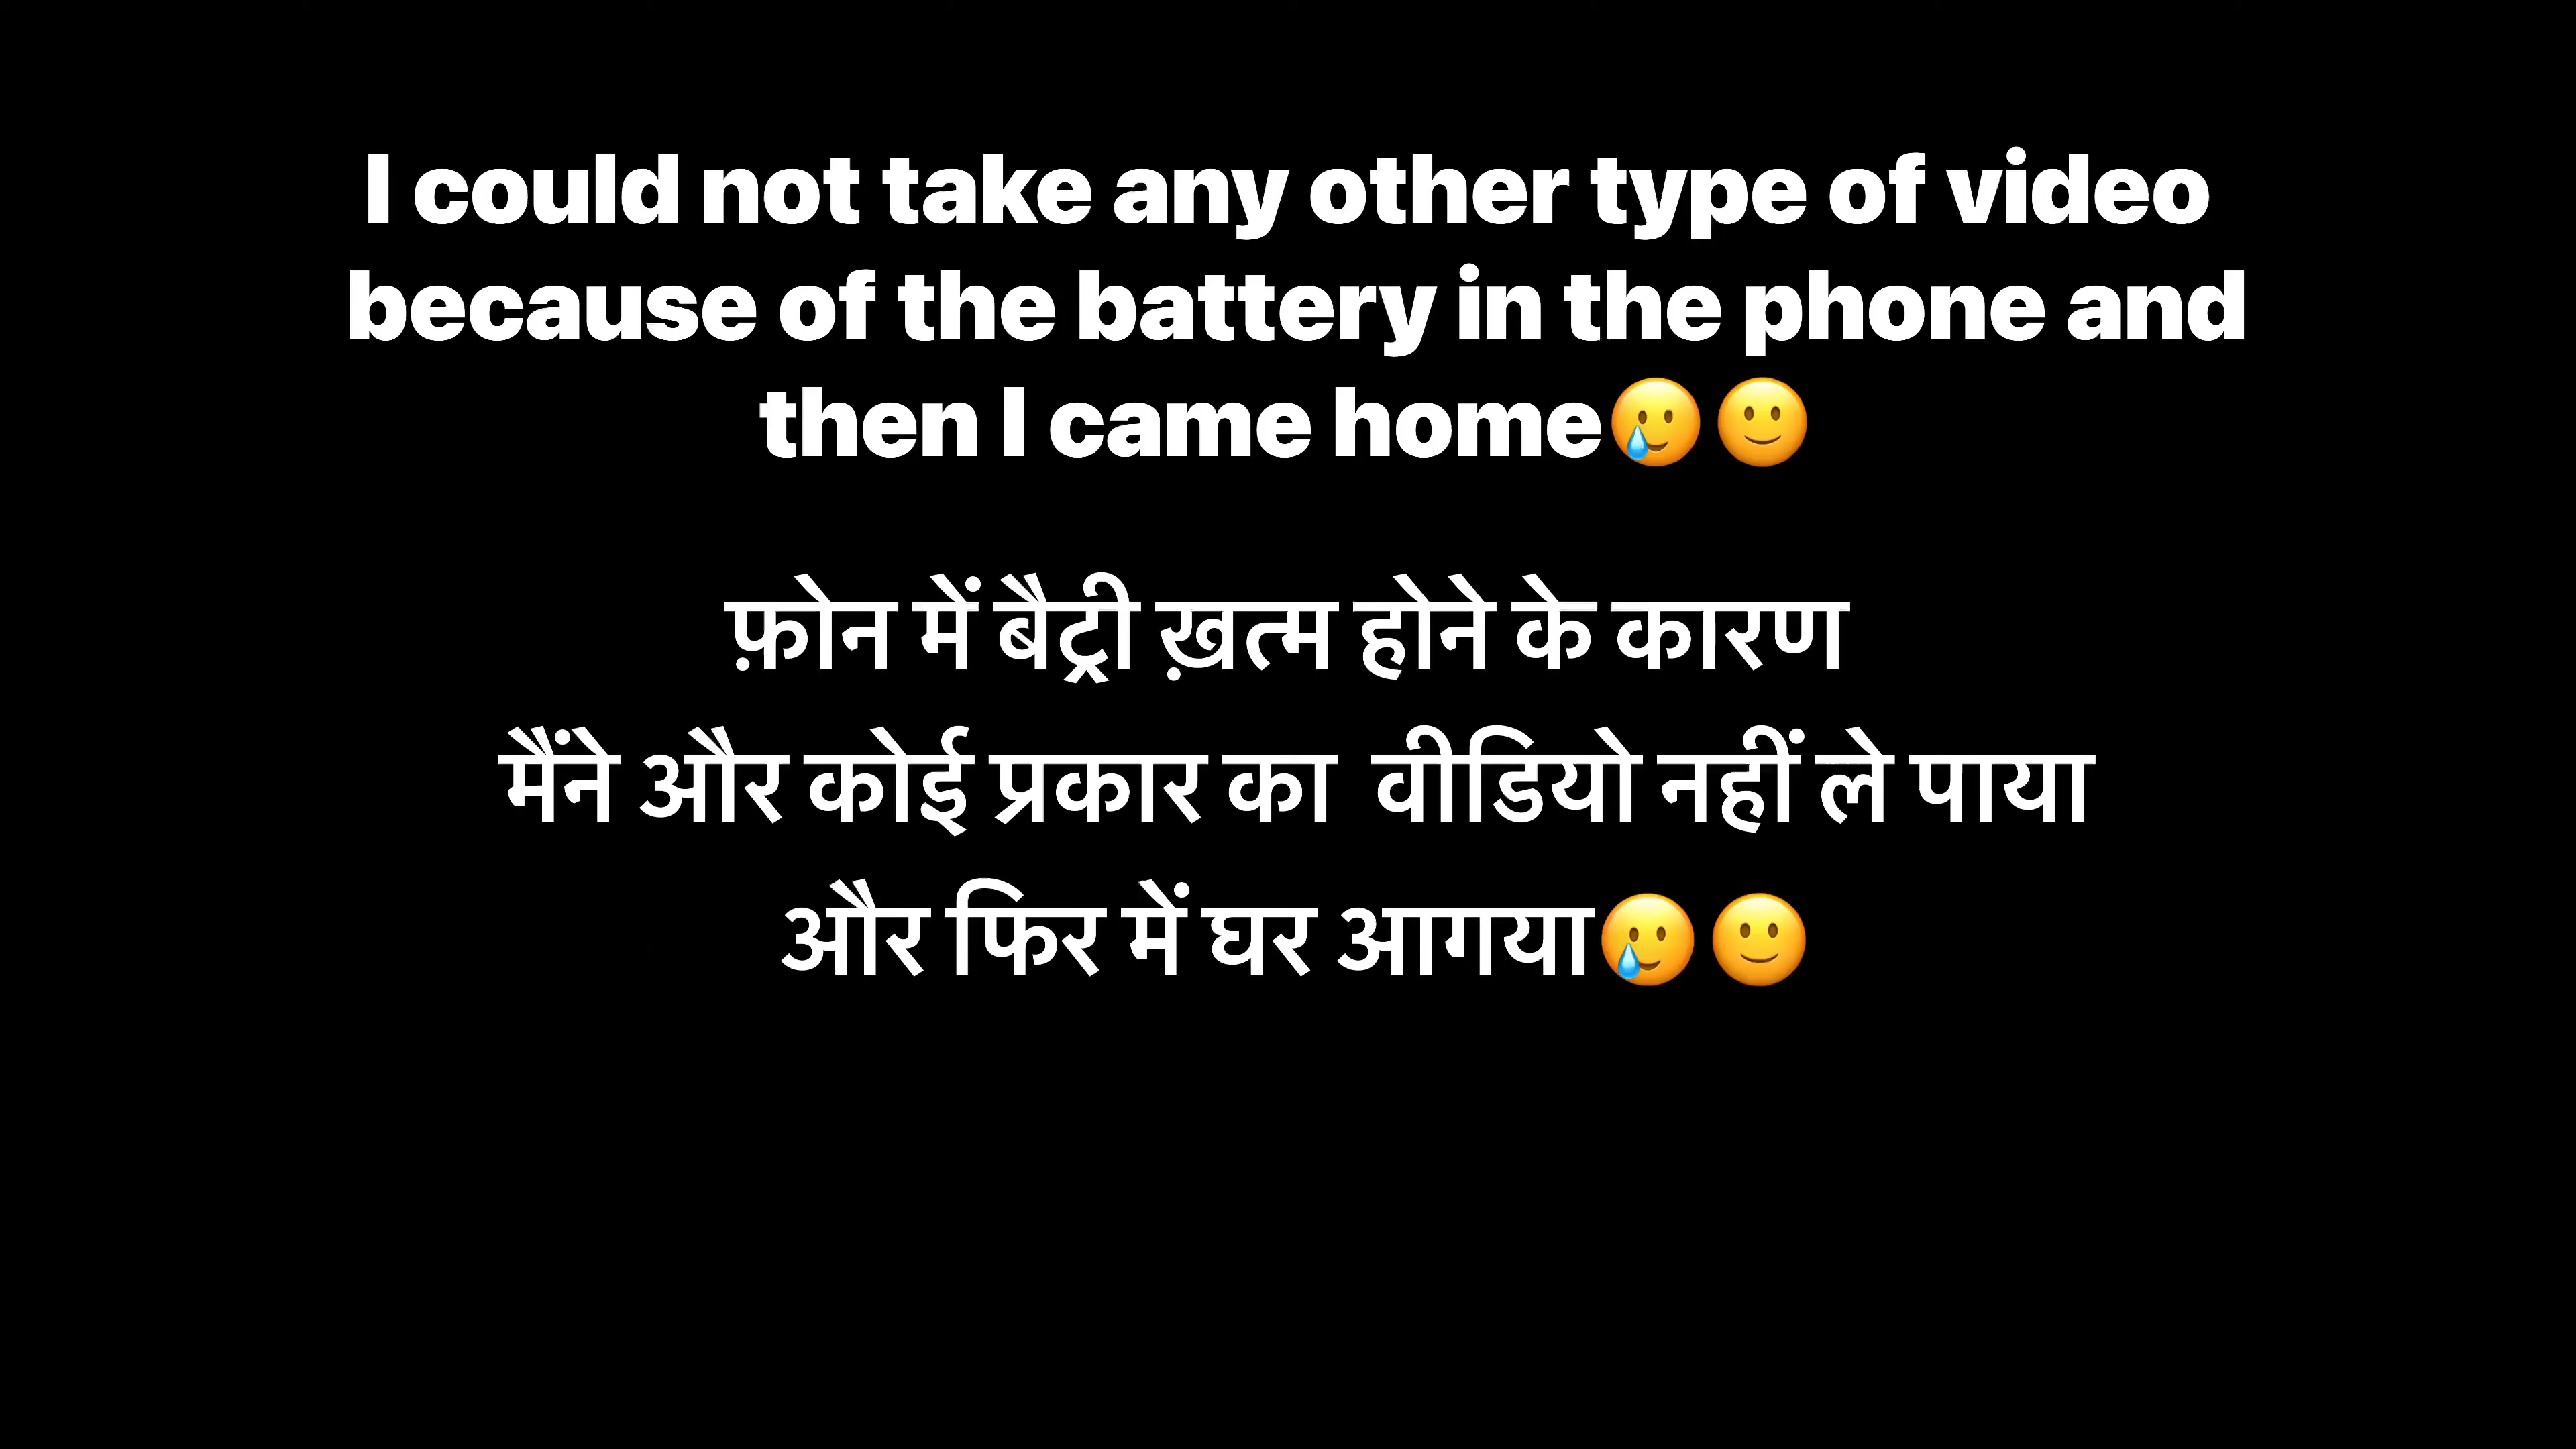 I could not take any other type of video
because of the battery in the phone and
then I came home🥲🙂
फ़ोन में बैट्री ख़त्म होने के कारण
मैंने और कोई प्रकार का  वीडियो नहीं ले पाया
और फिर में घर आगया🥲🙂